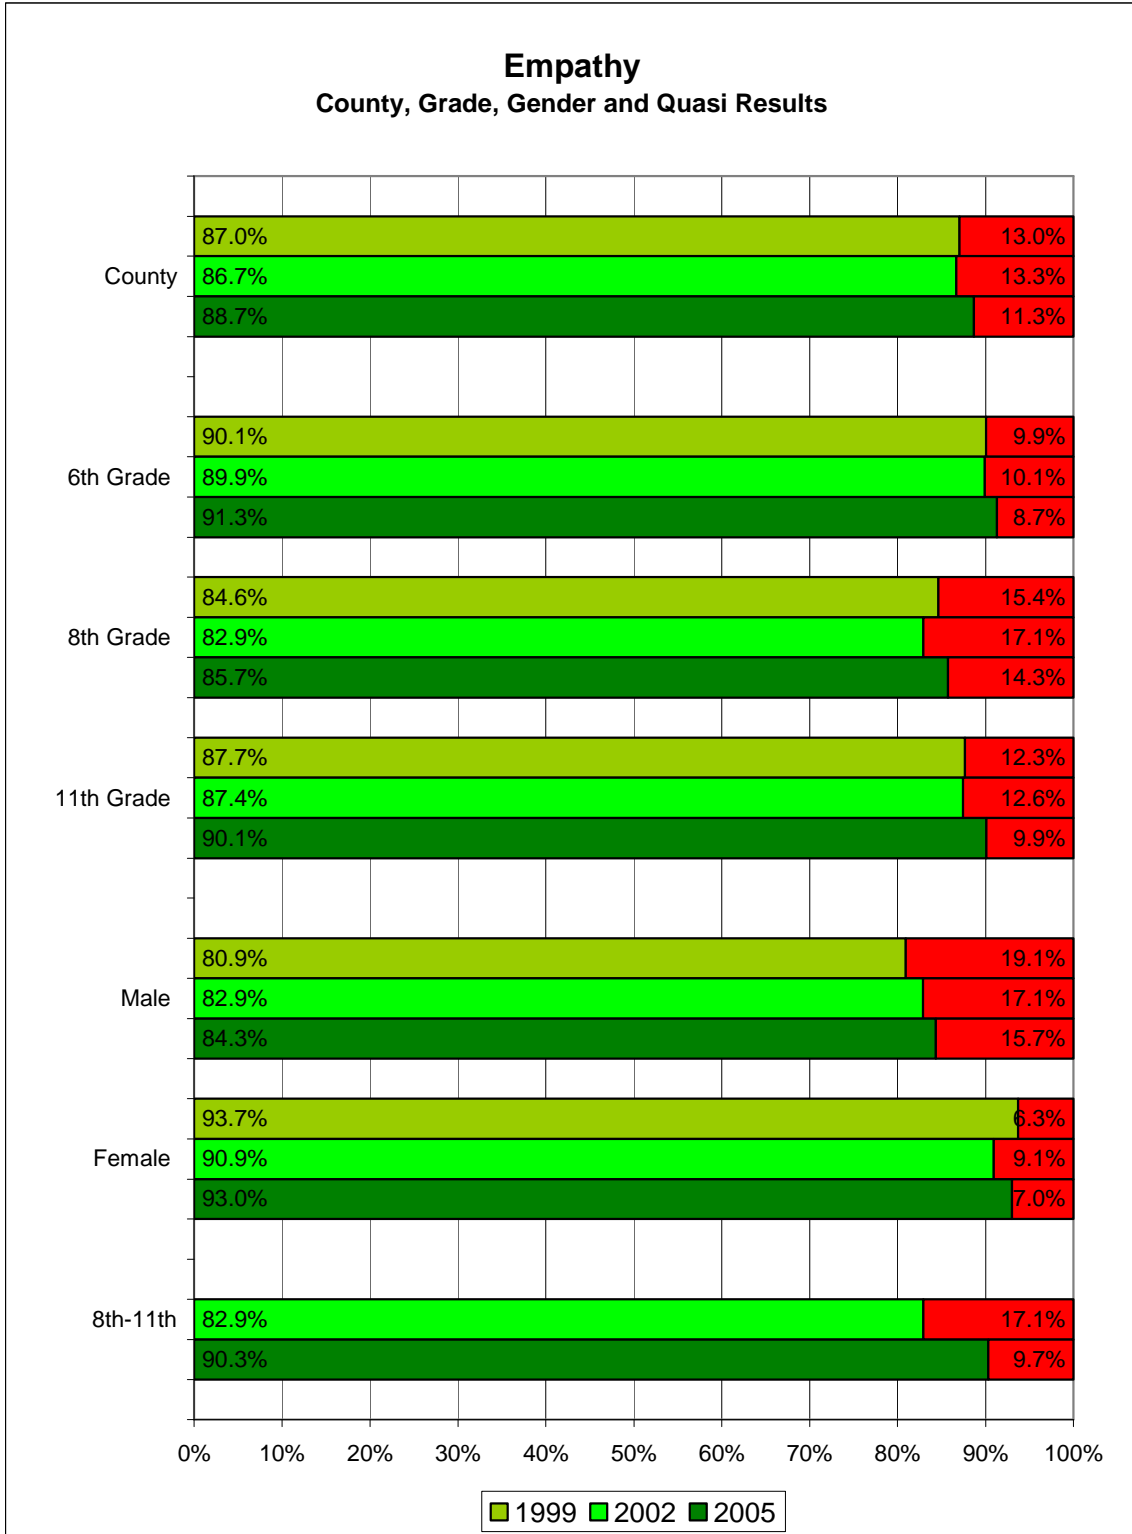 Empathy
County, Grade, Gender and Quasi Results
87.0% 13.0%
County 86.7% 13.3%
88.7% 11.3%
90.1% 9.9%
6th Grade 89.9% 10.1%
91.3% 8.7%
84.6% 15.4%
8th Grade 82.9% 17.1%
85.7% 14.3%
87.7% 12.3%
11th Grade 87.4% 12.6%
90.1% 9.9%
80.9% 19.1%
Male 82.9% 17.1%
84.3% 15.7%
93.7% 6.3%
Female 90.9% 9.1%
93.0% 7.0%
8th-11th 82.9% 17.1%
90.3% 9.7%
0% 10% 20% 30% 40% 50% 60% 70% 80% 90% 100%
1999 2002 2005